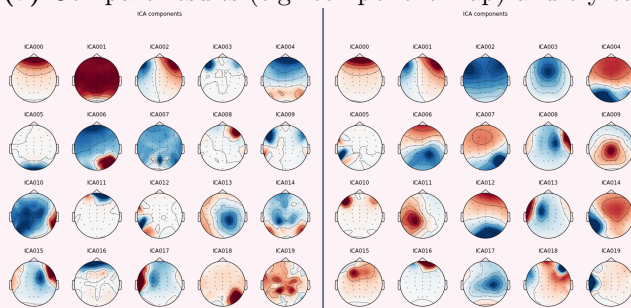 ICA components ICA components
ICA000 ICA001 ICA002 ICA003 ICA004 ICA000 ICA001 ICA002 ICA003 ICA004
ICA005 ICA006 ICA007 ICA008 ICA009 ICA005 ICA006 ICA007 ICA008 ICA009
ICA010 ICA011 ICA012 ICA013 ICA014 ICA010 ICA011 ICA012 ICA013 ICA014
ICA015 ICA016 ICA017 ICA018 ICA019 ICA015 ICA016 ICA017 ICA018 ICA019